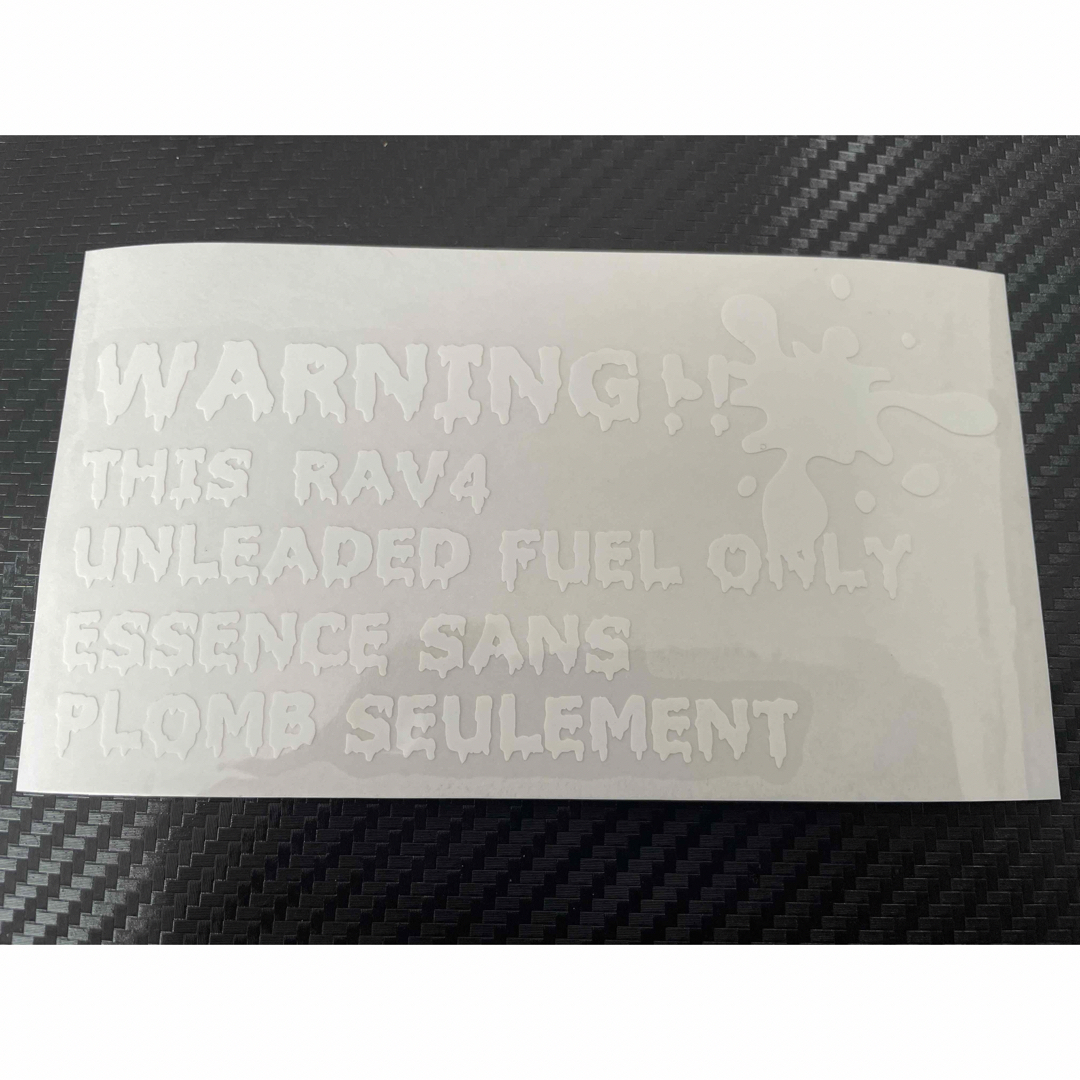 WARNING!!
THIS RAV4
UNLEADED FUEL ONLY
ESSENCE SANS
PLOMB SEULEMENT